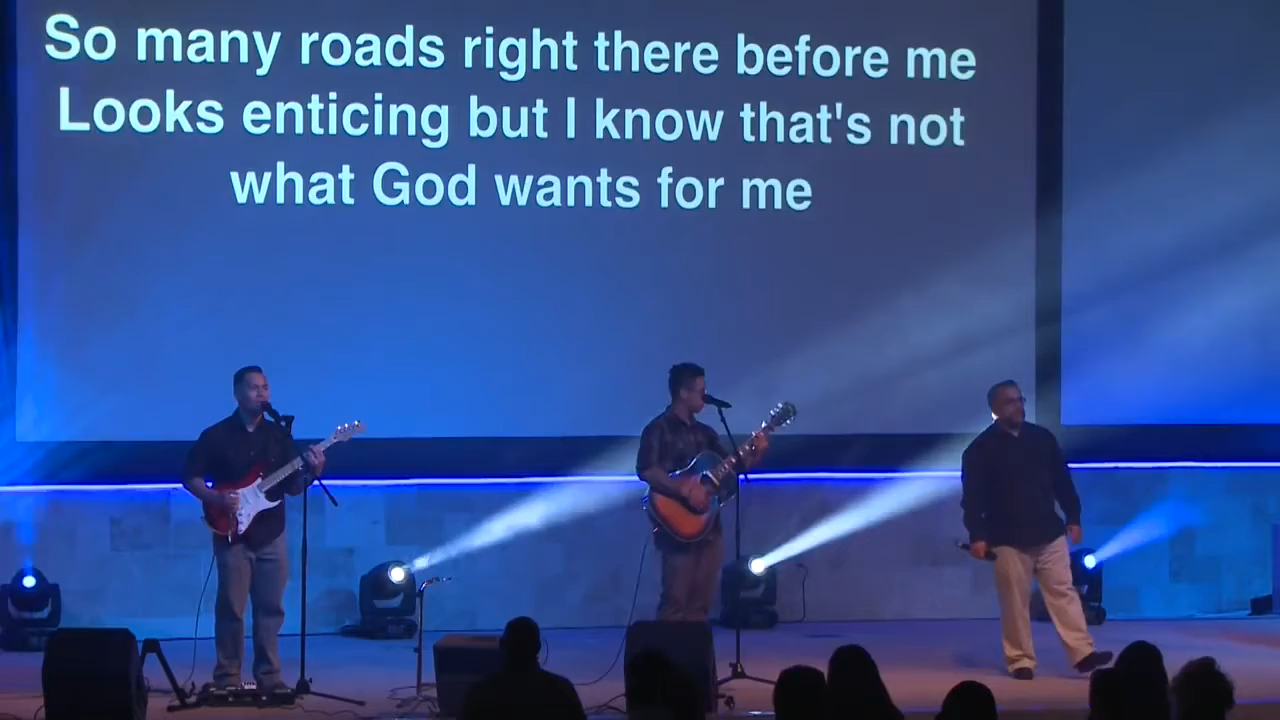 So many roads right there before me
Looks enticing but I know that's not
what God wants for me